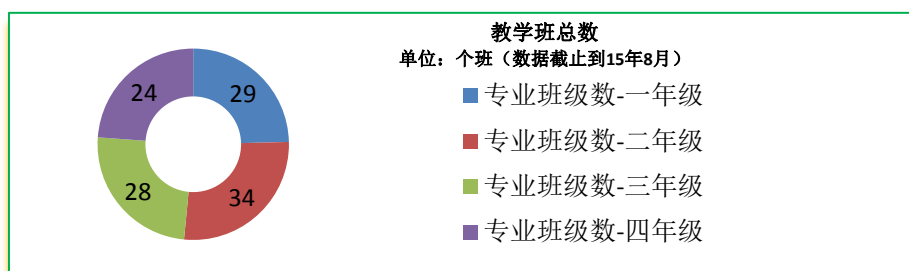 教学班总数
单位：个班（数据截止到15年8月）
24
29
28
34
专业班级数-一年级
专业班级数-二年级
专业班级数-三年级
专业班级数-四年级